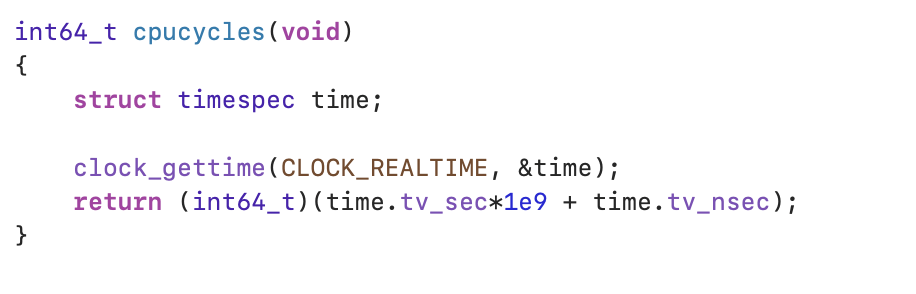 int64_t cpucycles(void)
{
    struct timespec time;

    clock_gettime(CLOCK_REALTIME, &time);
    return (int64_t)(time.tv_sec*1e9 + time.tv_nsec);
}